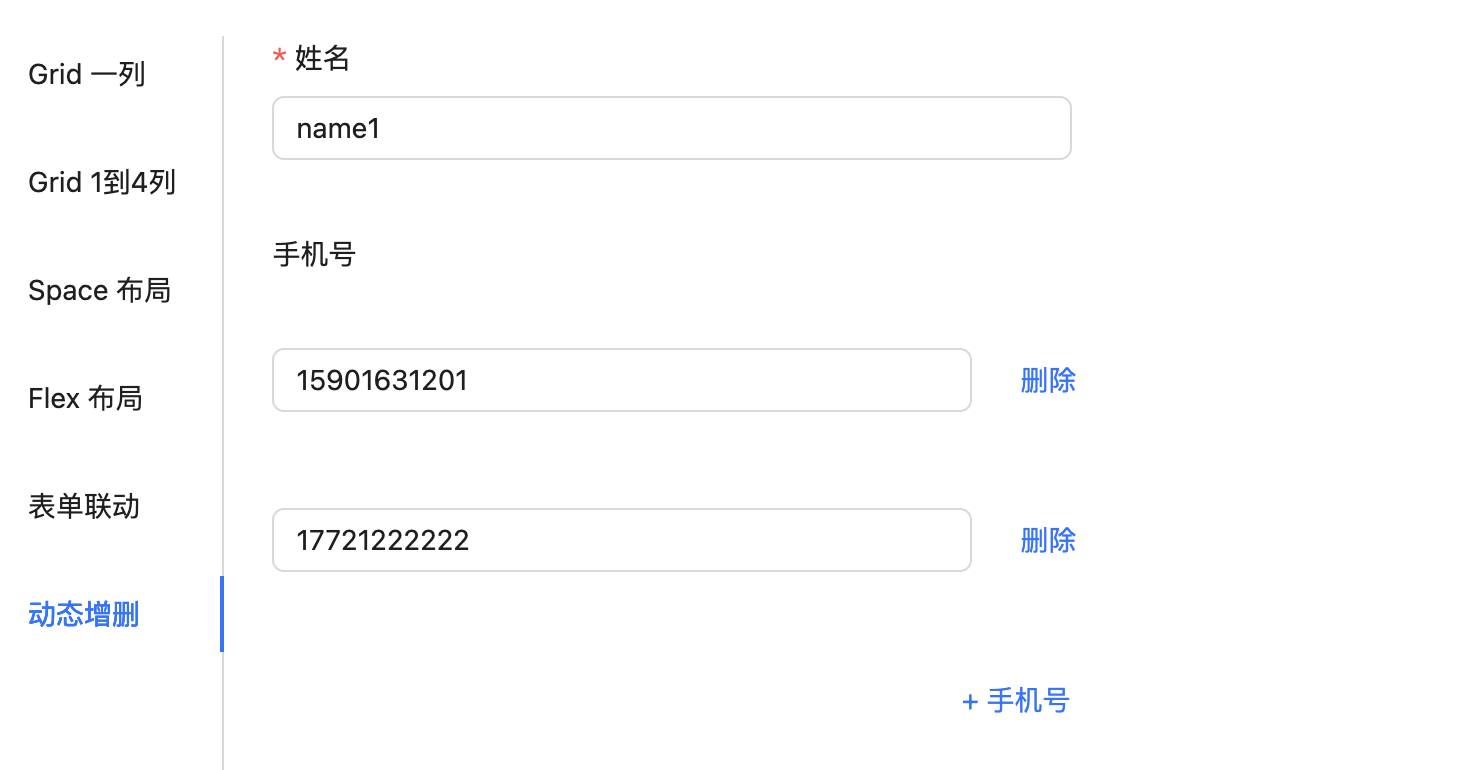 Grid 一列
Grid 1到4列
Space 布局
Flex 布局
表单联动
动态增删
* 姓名
name1
手机号
15901631201 删除
17721222222 删除
+ 手机号